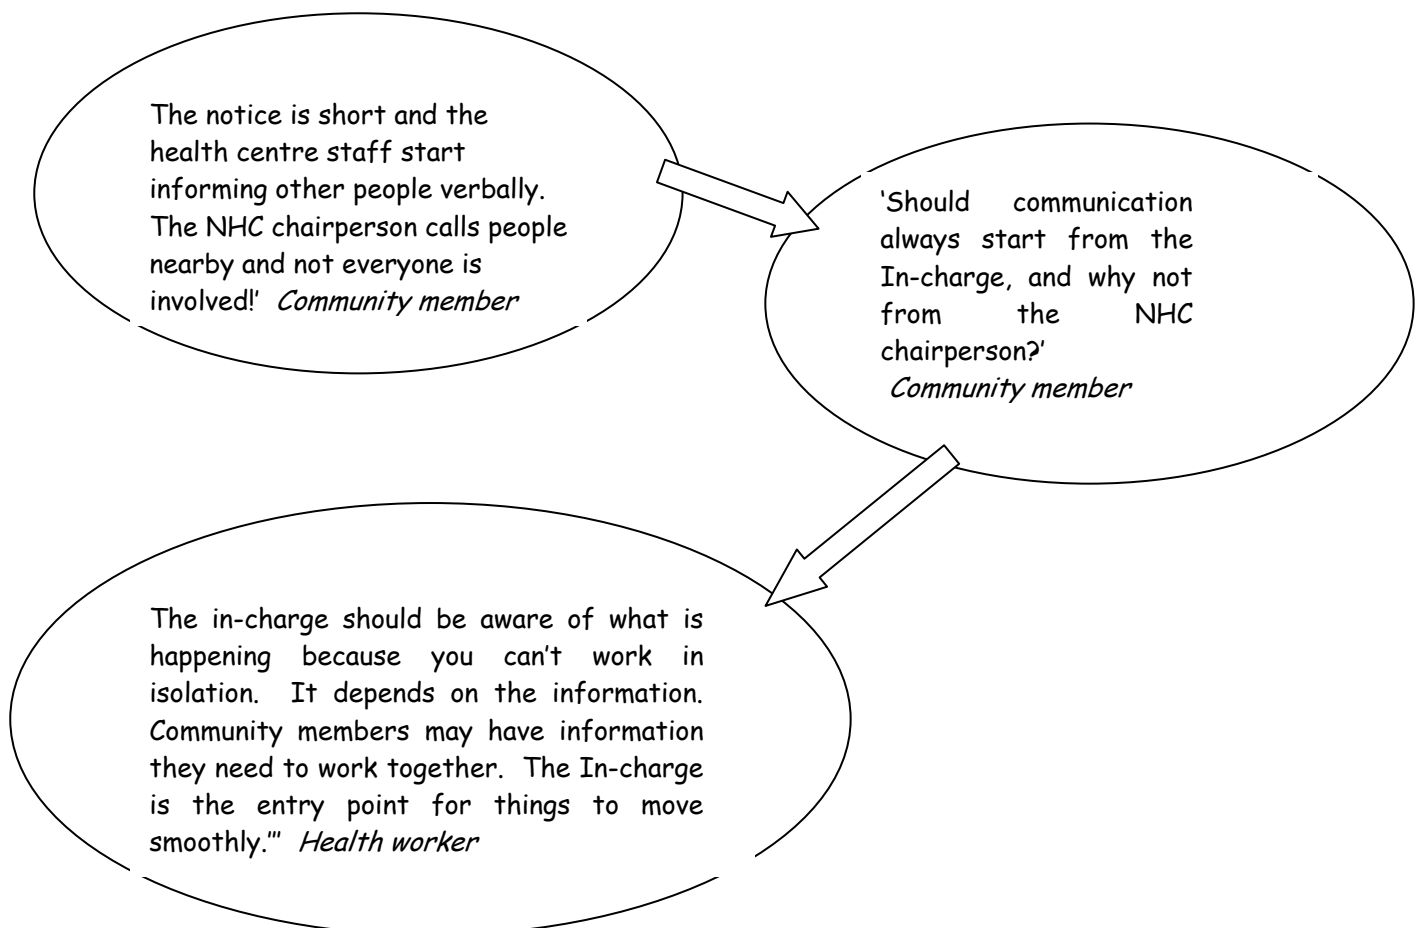 The notice is short and the
health centre staff start
informing other people verbally.
The NHC chairperson calls people
nearby and not everyone is
involved!' Community member
'Should communication
always start from the
In-charge, and why not
from the NHC
chairperson?'
Community member
The in-charge should be aware of what is
happening because you can't work in
isolation. It depends on the information.
Community members may have information
they need to work together. The In-charge
is the entry point for things to move
smoothly."' Health worker